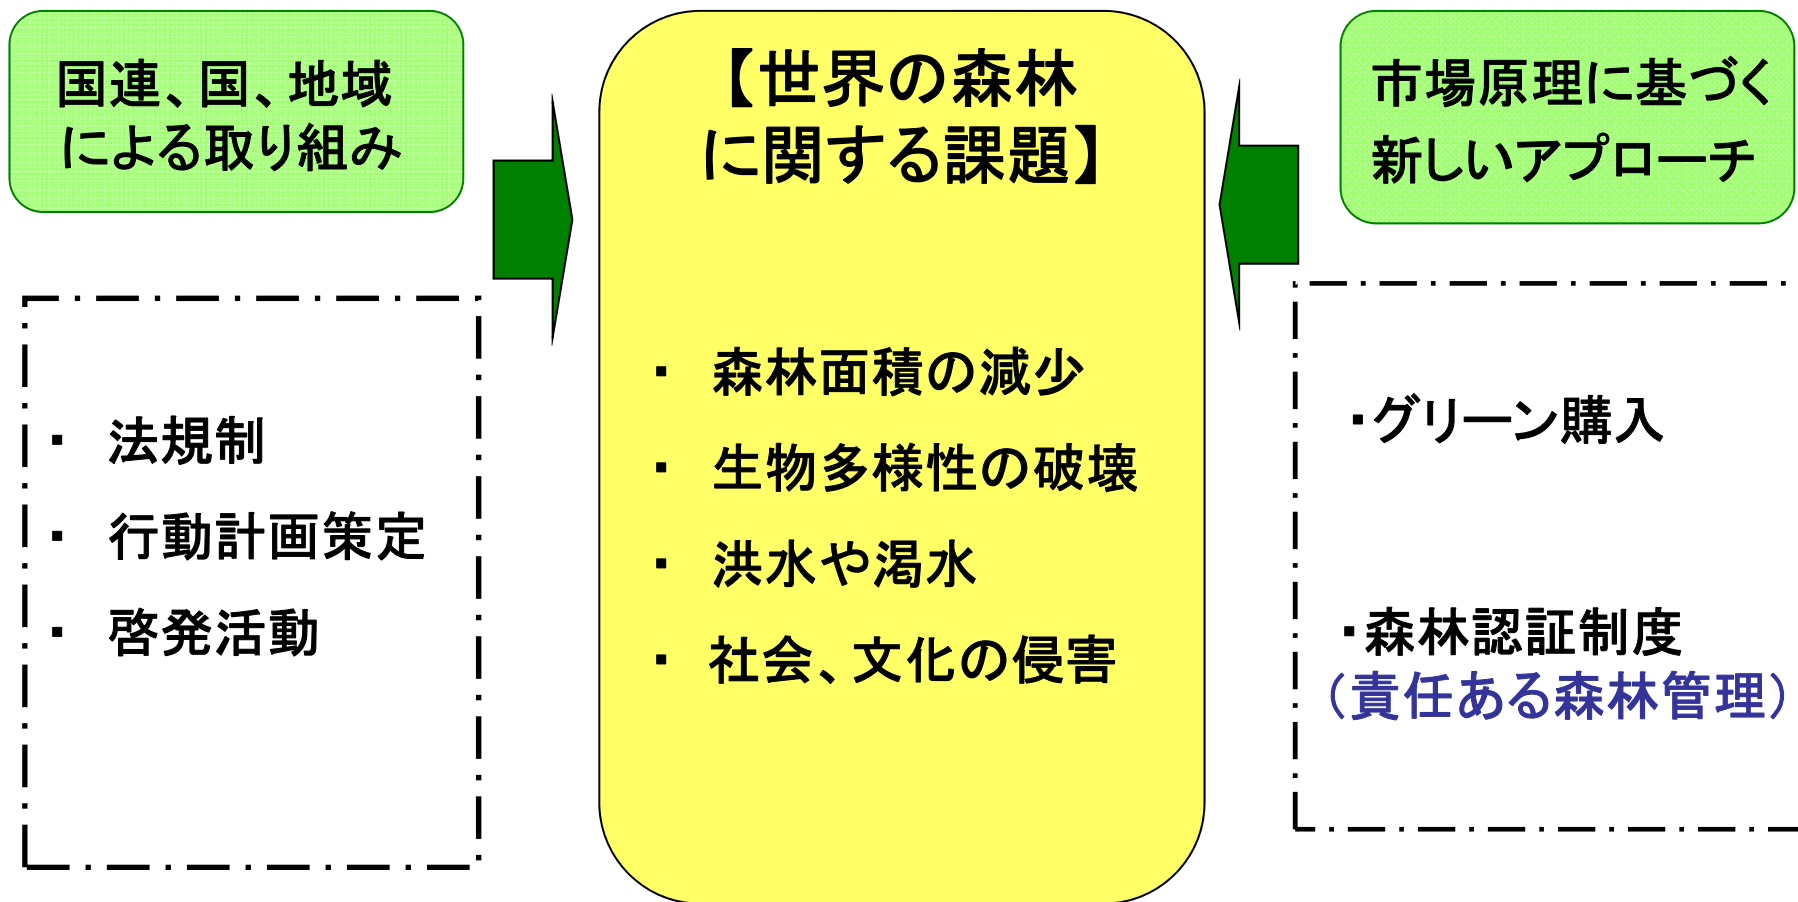 国連、国、地域
による取り組み
・ 法規制
・ 行動計画策定
・ 啓発活動
【世界の森林
に関する課題】
・ 森林面積の減少
・ 生物多様性の破壊
・ 洪水や渇水
・ 社会、文化の侵害
市場原理に基づく
新しいアプローチ
・グリーン購入
・森林認証制度
（責任ある森林管理）